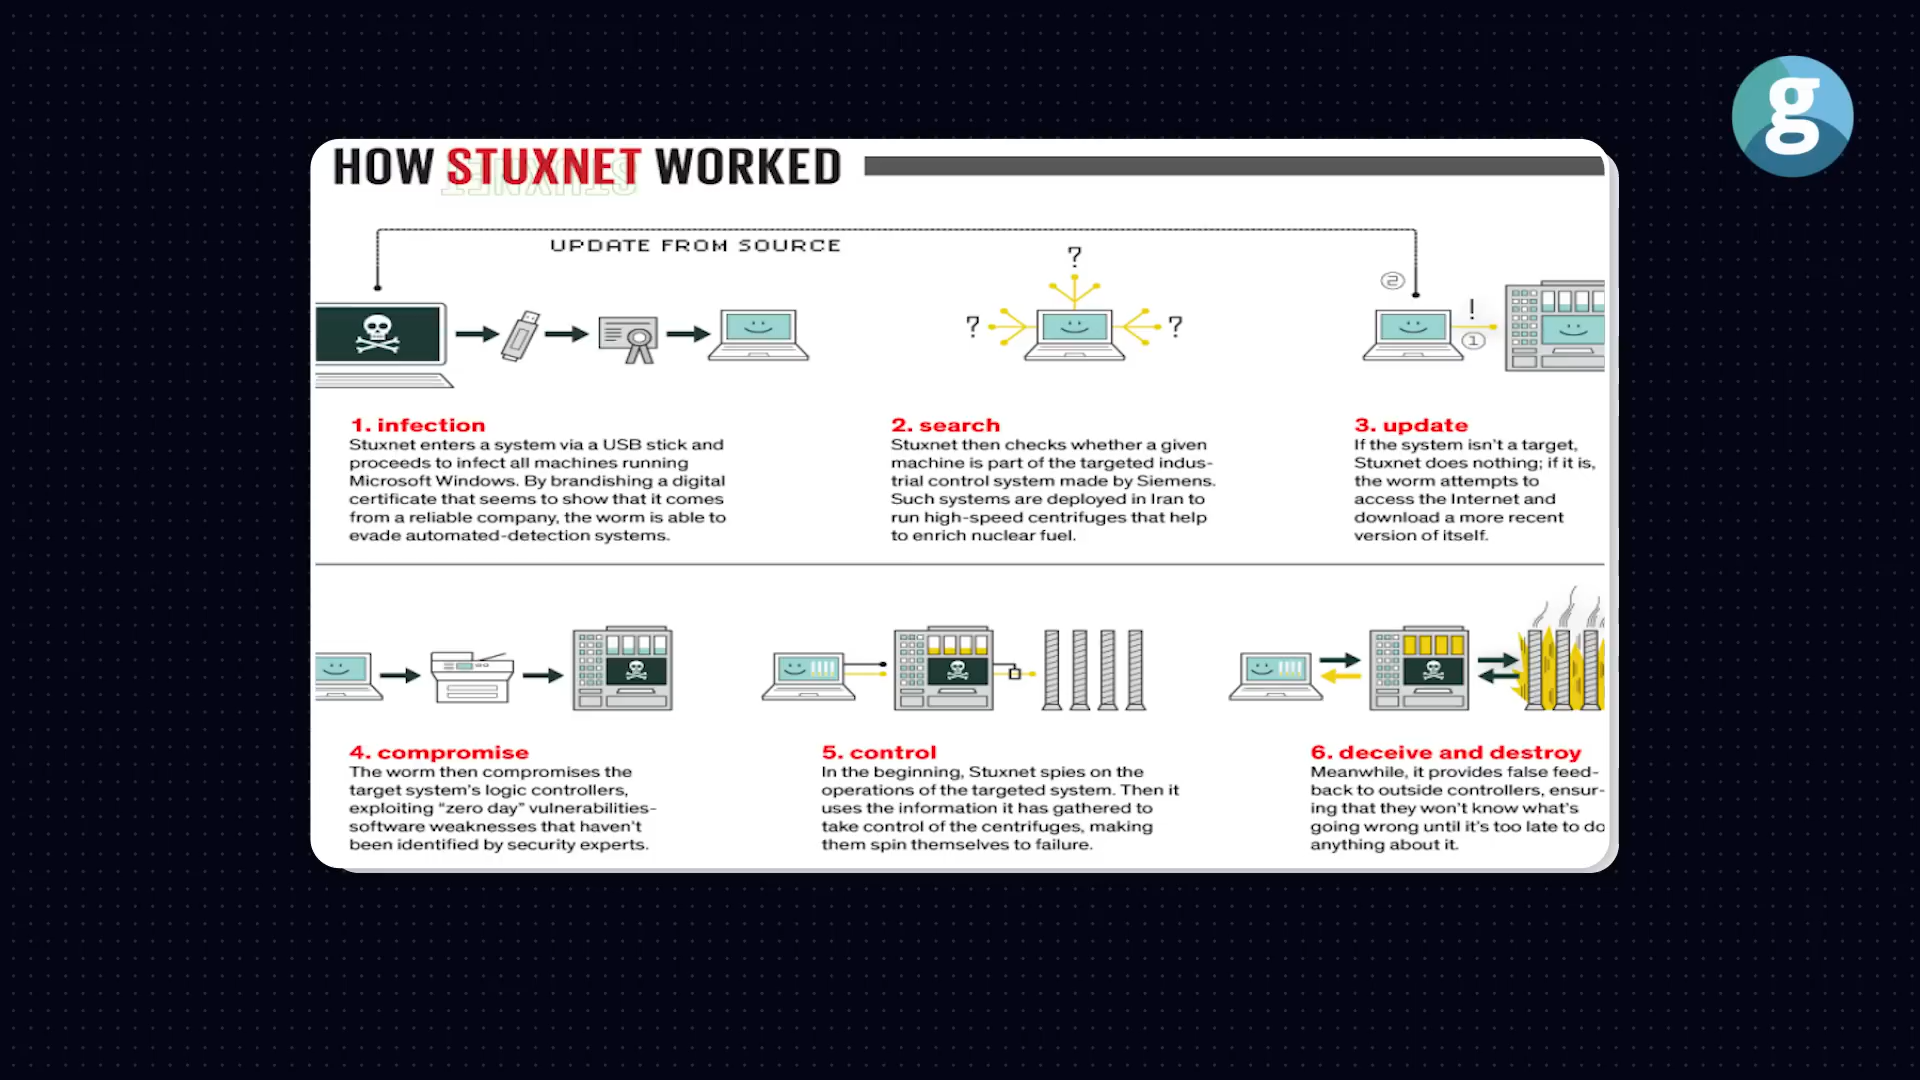 g
HOW STUXNET WORKED
STUXNET
UPDATE FROM SOURCE
?
?
?
2
!
1
1. infection
Stuxnet enters a system via a USB stick and
proceeds to infect all machines running
Microsoft Windows. By brandishing a digital
certificate that seems to show that it comes
from a reliable company, the worm is able to
evade automated-detection systems.
2. search
Stuxnet then checks whether a given
machine is part of the targeted indus-
trial control system made by Siemens.
Such systems are deployed in Iran to
run high-speed centrifuges that help
to enrich nuclear fuel.
3. update
If the system isn't a target,
Stuxnet does nothing; if it is,
the worm attempts to
access the Internet and
download a more recent
version of itself.
4. compromise
The worm then compromises the
target system's logic controllers,
exploiting "zero day" vulnerabilities-
software weaknesses that haven't
been identified by security experts.
5. control
In the beginning, Stuxnet spies on the
operations of the targeted system. Then it
uses the information it has gathered to
take control of the centrifuges, making
them spin themselves to failure.
6. deceive and destroy
Meanwhile, it provides false feed-
back to outside controllers, ensur-
ing that they won't know what's
going wrong until it's too late to do
anything about it.